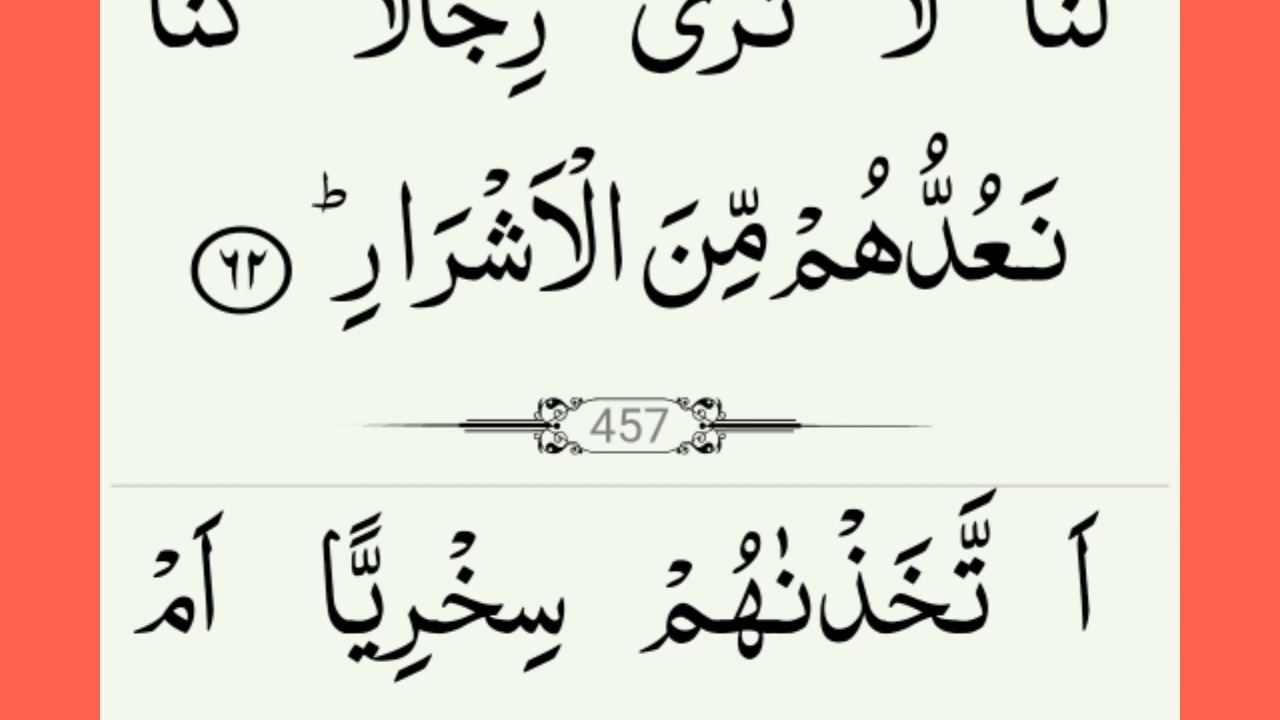 لَنَا لَا نَرٰى رِجَالًا كُنَّا
نَعُدُّهُمْ مِّنَ الْاَشْرَارِ ؕ ٦٢
457
اَ تَّخَذْنٰهُمْ سِخْرِيًّا اَمْ